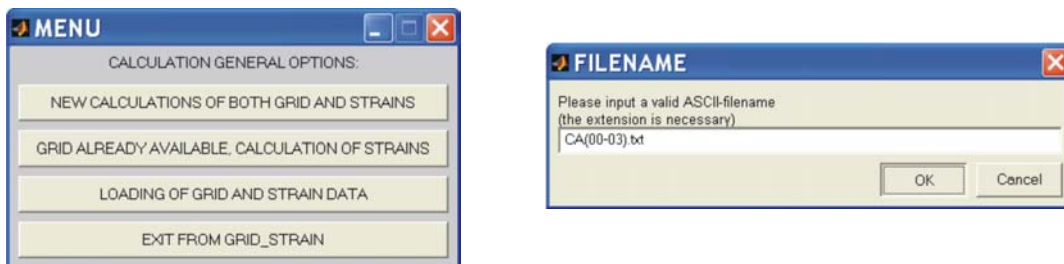 MENU
CALCULATION GENERAL OPTIONS:
NEW CALCULATIONS OF BOTH GRID AND STRAINS
GRID ALREADY AVAILABLE, CALCULATION OF STRAINS
LOADING OF GRID AND STRAIN DATA
EXIT FROM GRID_STRAIN
FILENAME
Please input a valid ASCII-filename
(the extension is necessary)
CA(00-03).txt
OK
Cancel